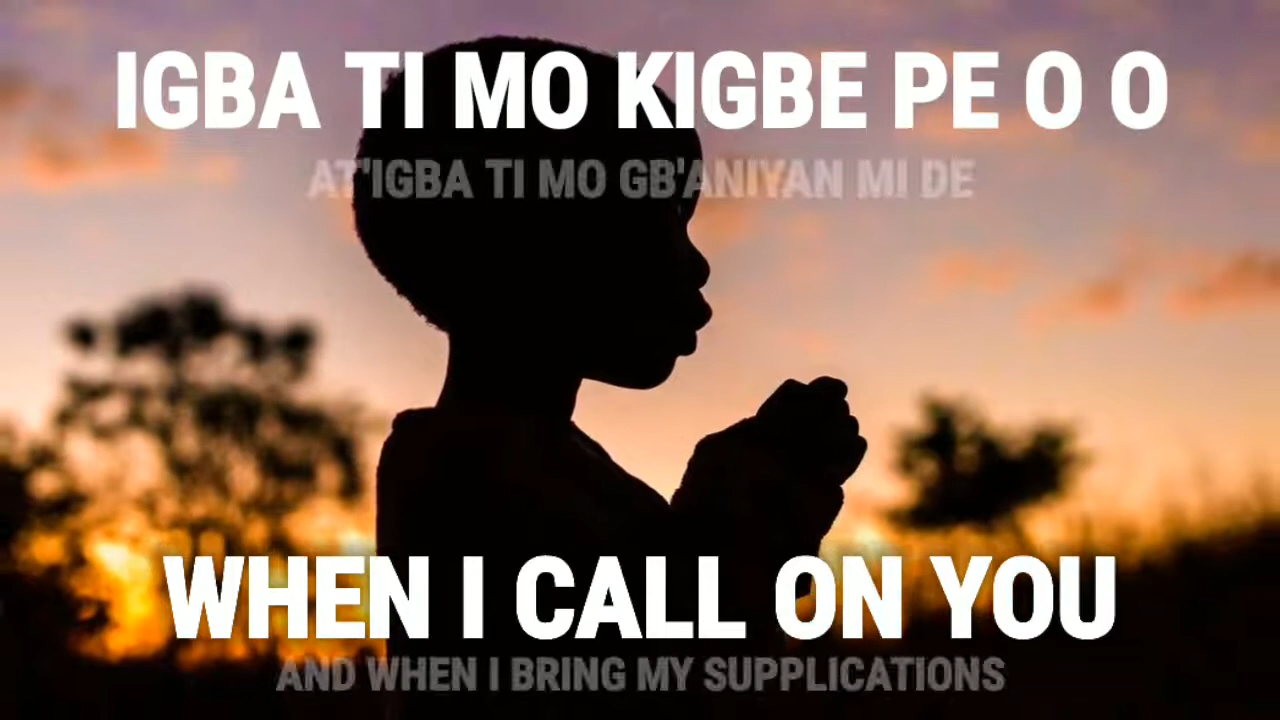 IGBA TI MO KIGBE PE O O
AT'IGBA TI MO GB'ANIYAN MI DE
WHEN I CALL ON YOU
AND WHEN I BRING MY SUPPLICATIONS